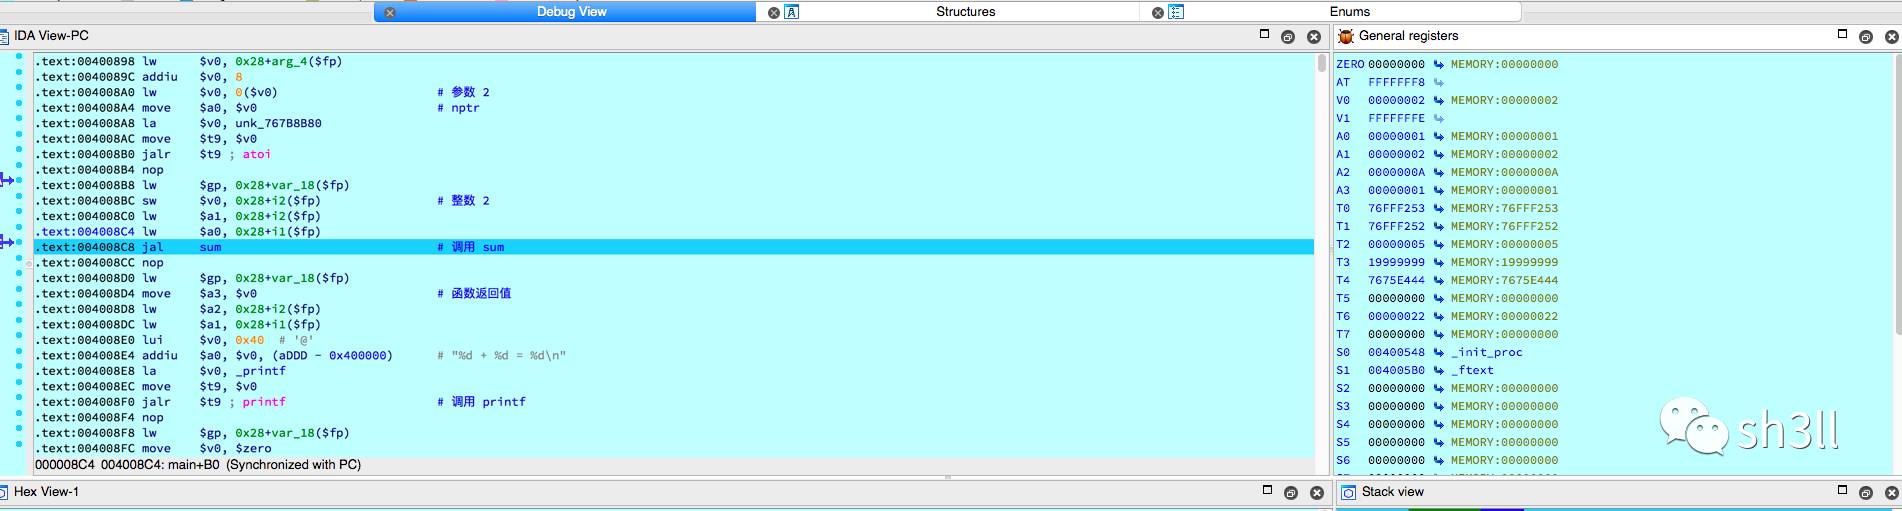 Debug View
Structures
Enums
IDA View-PC
.text:00400898 lw $v0, 0x28+arg_4($fp)
.text:0040089C addiu $v0, 8
.text:004008A0 lw $v0, 0($v0) # 参数 2
.text:004008A4 move $a0, $v0 # nptr
.text:004008A8 la $v0, unk_767B8B80
.text:004008AC move $t9, $v0
.text:004008B0 jalr $t9 ; atoi
.text:004008B4 nop
.text:004008B8 lw $gp, 0x28+var_18($fp)
.text:004008BC sw $v0, 0x28+i2($fp) # 整数 2
.text:004008C0 lw $a1, 0x28+i2($fp)
.text:004008C4 lw $a0, 0x28+i1($fp)
.text:004008C8 jal sum # 调用 sum
.text:004008CC nop
.text:004008D0 lw $gp, 0x28+var_18($fp)
.text:004008D4 move $a3, $v0 # 函数返回值
.text:004008D8 lw $a2, 0x28+i2($fp)
.text:004008DC lw $a1, 0x28+i1($fp)
.text:004008E0 lui $v0, 0x40 # '@'
.text:004008E4 addiu $a0, $v0, (aDDD - 0x400000) # "%d + %d = %d\n"
.text:004008E8 la $v0, _printf
.text:004008EC move $t9, $v0
.text:004008F0 jalr $t9 ; printf # 调用 printf
.text:004008F4 nop
.text:004008F8 lw $gp, 0x28+var_18($fp)
.text:004008FC move $v0, $zero
000008C4 004008C4: main+B0 (Synchronized with PC)
General registers
ZERO 00000000 MEMORY:00000000
AT FFFFFFF8
V0 00000002 MEMORY:00000002
V1 FFFFFFFE
A0 00000001 MEMORY:00000001
A1 00000002 MEMORY:00000002
A2 0000000A MEMORY:0000000A
A3 00000001 MEMORY:00000001
T0 76FFF253 MEMORY:76FFF253
T1 76FFF252 MEMORY:76FFF252
T2 00000005 MEMORY:00000005
T3 19999999 MEMORY:19999999
T4 7675E444 MEMORY:7675E444
T5 00000000 MEMORY:00000000
T6 00000022 MEMORY:00000022
T7 00000000 MEMORY:00000000
S0 00400548 _init_proc
S1 004005B0 _ftext
S2 00000000 MEMORY:00000000
S3 00000000 MEMORY:00000000
S4 00000000 MEMORY:00000000
S5 00000000 MEMORY:00000000
S6 00000000 MEMORY:00000000
sh3ll
Hex View-1
Stack view